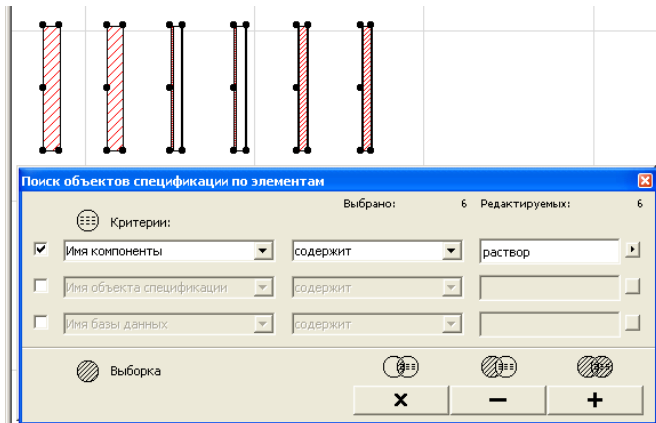 Поиск объектов спецификации по элементам
Выбрано: 6 Редактируемых: 6
Критерии:
Имя компоненты содержит раствор
Имя объекта спецификации содержит
Имя базы данных содержит
Выборка